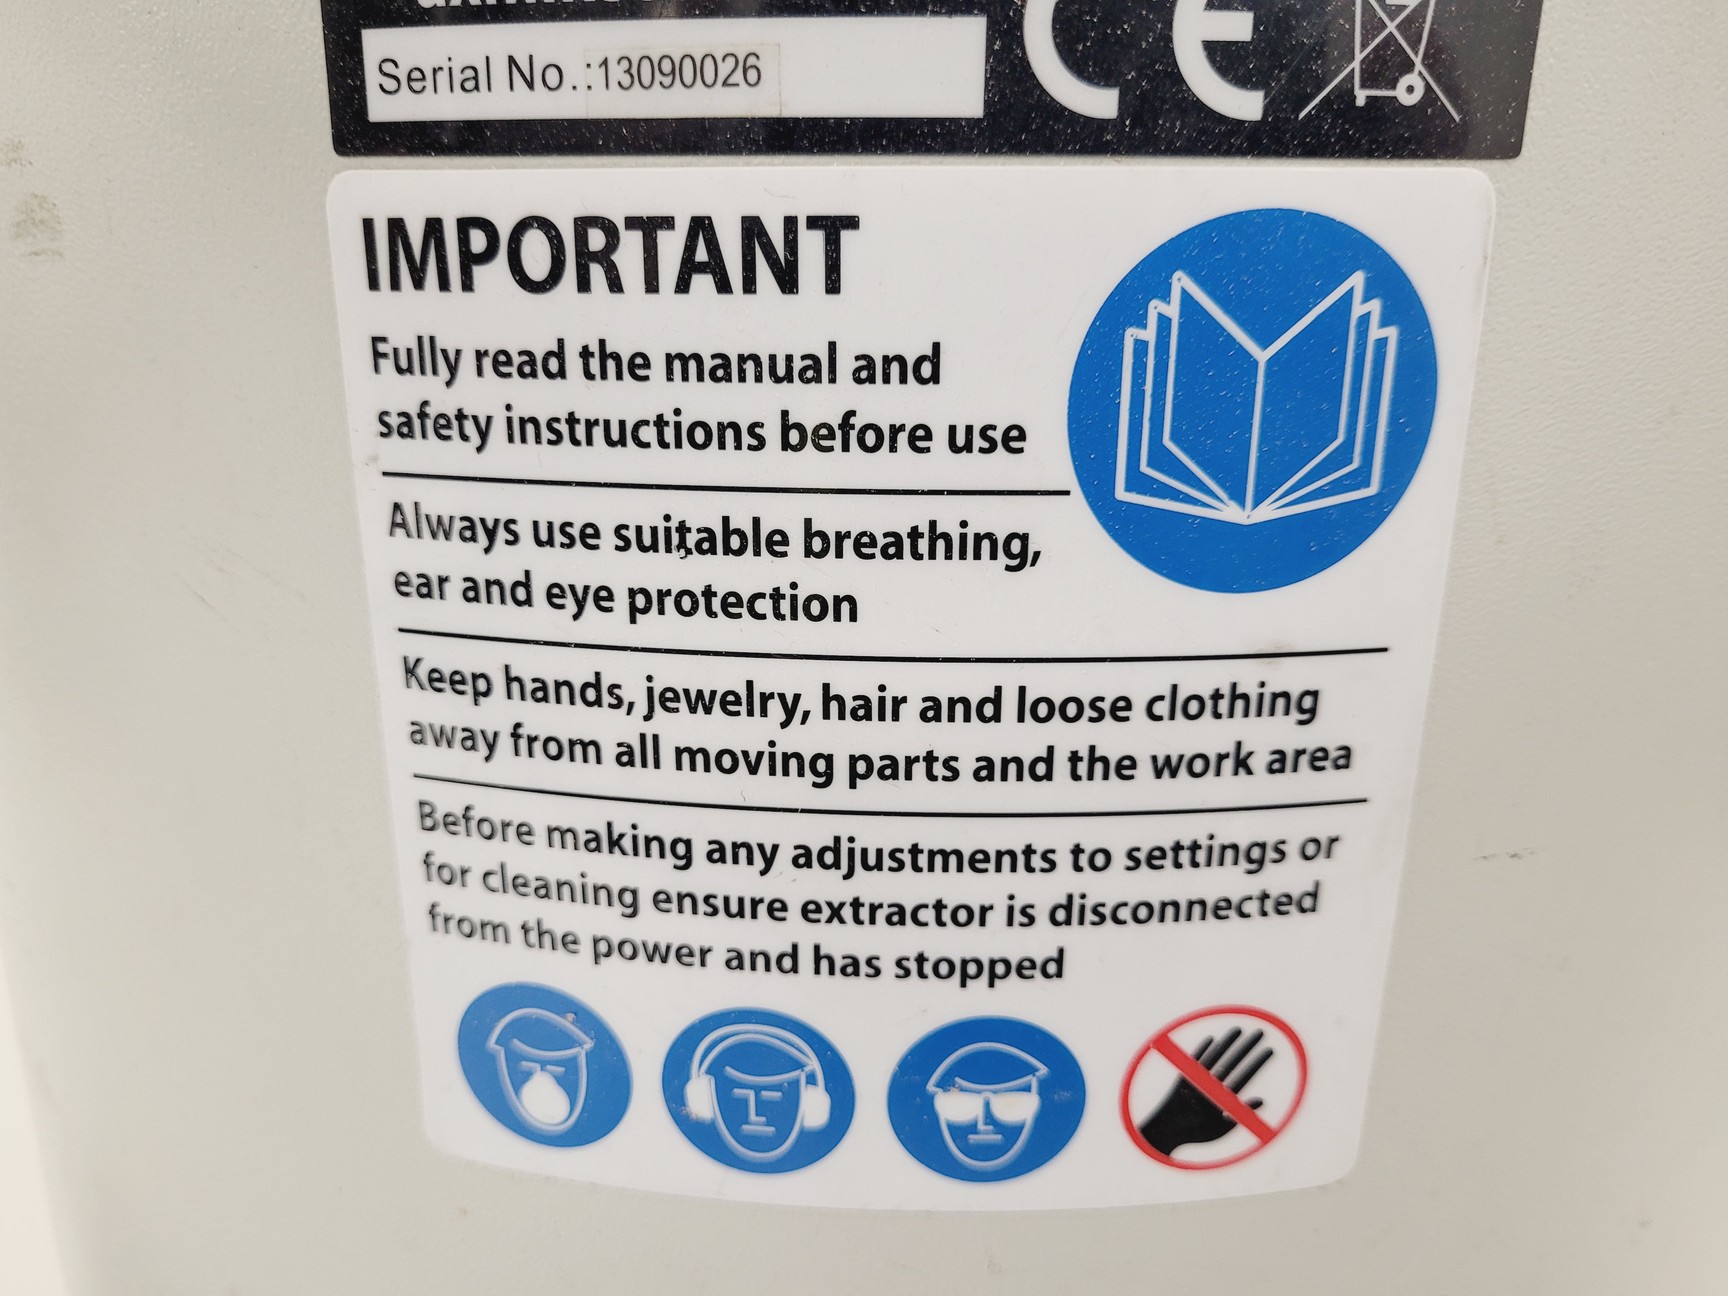 Serial No.:13090026
CE
IMPORTANT
Fully read the manual and
safety instructions before use
Always use suitable breathing,
ear and eye protection
Keep hands, jewelry, hair and loose clothing
away from all moving parts and the work area
Before making any adjustments to settings or
for cleaning ensure extractor is disconnected
from the power and has stopped